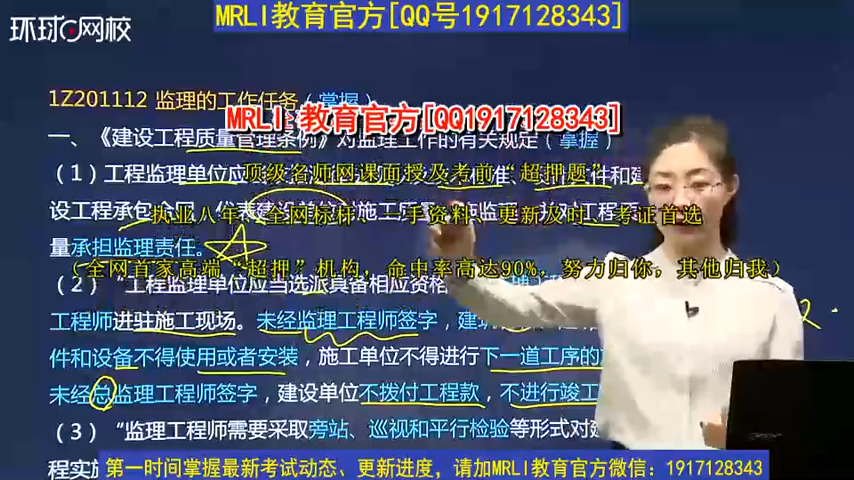 MRLI教育官方[QQ号1917128343]
环球网校
1Z201112 监理的工作任务（掌握）
MRLI:教育官方[QQ1917128343]
一、《建设工程质量管理条例》对监理工作的有关规定（掌握）
（1）工程监理单位应
顶级名师网课面授及考前“超押题”
设工程承包
执业八年、全网标杆、一手资料、更新及时、考证首选
量承担监理责任。
（全网首家高端“超押”机构，命中率高达90%，努力归你，其他归我）
（2）“工程监理单位应当选派具备相应资格
工程师进驻施工现场。未经监理工程师签字，建
件和设备不得使用或者安装，施工单位不得进行下一道工序的
未经总监理工程师签字，建设单位不拨付工程款，不进行竣工
（3）“监理工程师需要采取旁站、巡视和平行检验等形式对建
程实施
第一时间掌握最新考试动态、更新进度，请加MRLI教育官方微信：1917128343